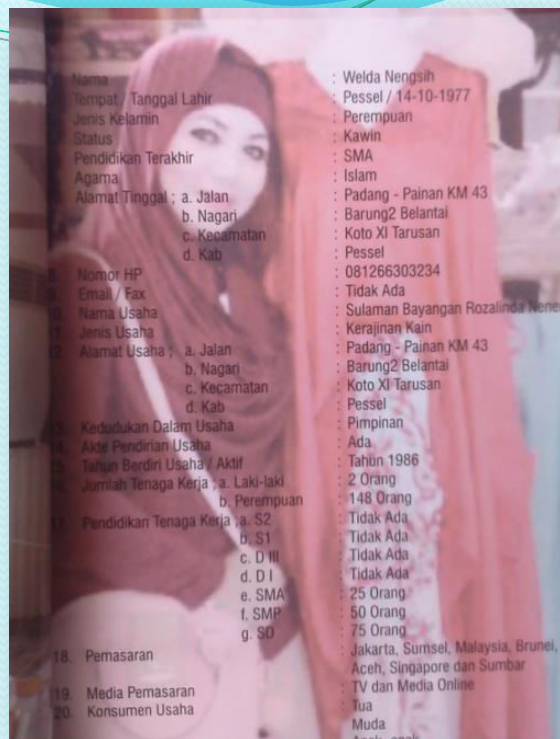 Nama : Welda Nengsih
Tempat / Tanggal Lahir : Pessel / 14-10-1977
Jenis Kelamin : Perempuan
Status : Kawin
Pendidikan Terakhir : SMA
Agama : Islam
Alamat Tinggal ; a. Jalan : Padang - Painan KM 43
b. Nagari : Barung2 Belantai
c. Kecamatan : Koto XI Tarusan
d. Kab : Pessel
8. Nomor HP : 081266303234
Email / Fax : Tidak Ada
Nama Usaha : Sulaman Bayangan Rozalinda
Jenis Usaha : Kerajinan Kain
12. Alamat Usaha ; a. Jalan : Padang - Painan KM 43
b. Nagari : Barung2 Belantai
c. Kecamatan : Koto XI Tarusan
d. Kab : Pessel
13. Kedudukan Dalam Usaha : Pimpinan
14. Akte Pendirian Usaha : Ada
15. Tahun Berdiri Usaha / Aktif : Tahun 1986
16. Jumlah Tenaga Kerja ; a. Laki-laki : 2 Orang
b. Perempuan : 148 Orang
17. Pendidikan Tenaga Kerja ; a. S2 : Tidak Ada
b. S1 : Tidak Ada
c. D III : Tidak Ada
d. D I : Tidak Ada
e. SMA : 25 Orang
f. SMP : 50 Orang
g. SD : 75 Orang
18. Pemasaran : Jakarta, Sumsel, Malaysia, Brunei,
Aceh, Singapore dan Sumbar
19. Media Pemasaran : TV dan Media Online
20. Konsumen Usaha : Tua
Muda